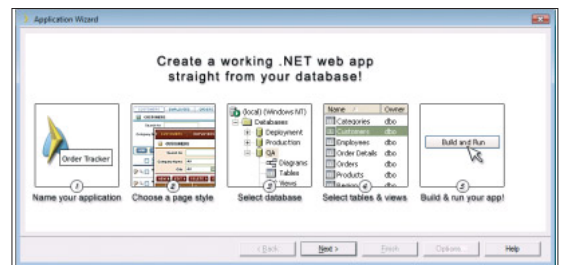 Application Wizard
Create a working .NET web app
straight from your database!
Order Tracker
CUSTOMERS
(local) (Windows NT)
Databases
Deployment
Production
QA
Diagrams
Tables
Views
Name Owner
Categories dbo
Customers dbo
Employees dbo
Order Details dbo
Orders dbo
Products dbo
Region dbo
Build and Run
1
2
3
4
5
Name your application
Choose a page style
Select database
Select tables & views
Build & run your app!
< Back
Next >
Finish
Options...
Help